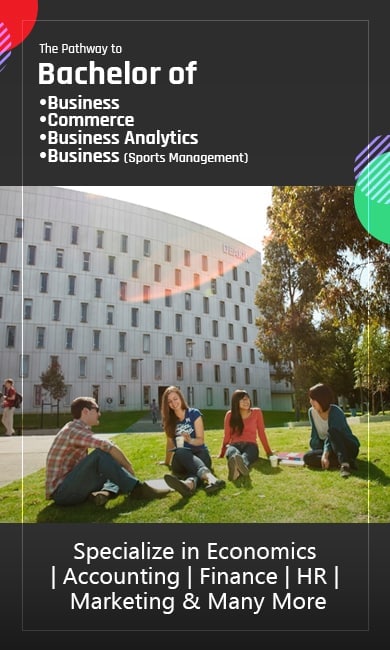 The Pathway to
Bachelor of
•Business
•Commerce
•Business Analytics
•Business (Sports Management)
Specialize in Economics
| Accounting | Finance | HR |
Marketing & Many More